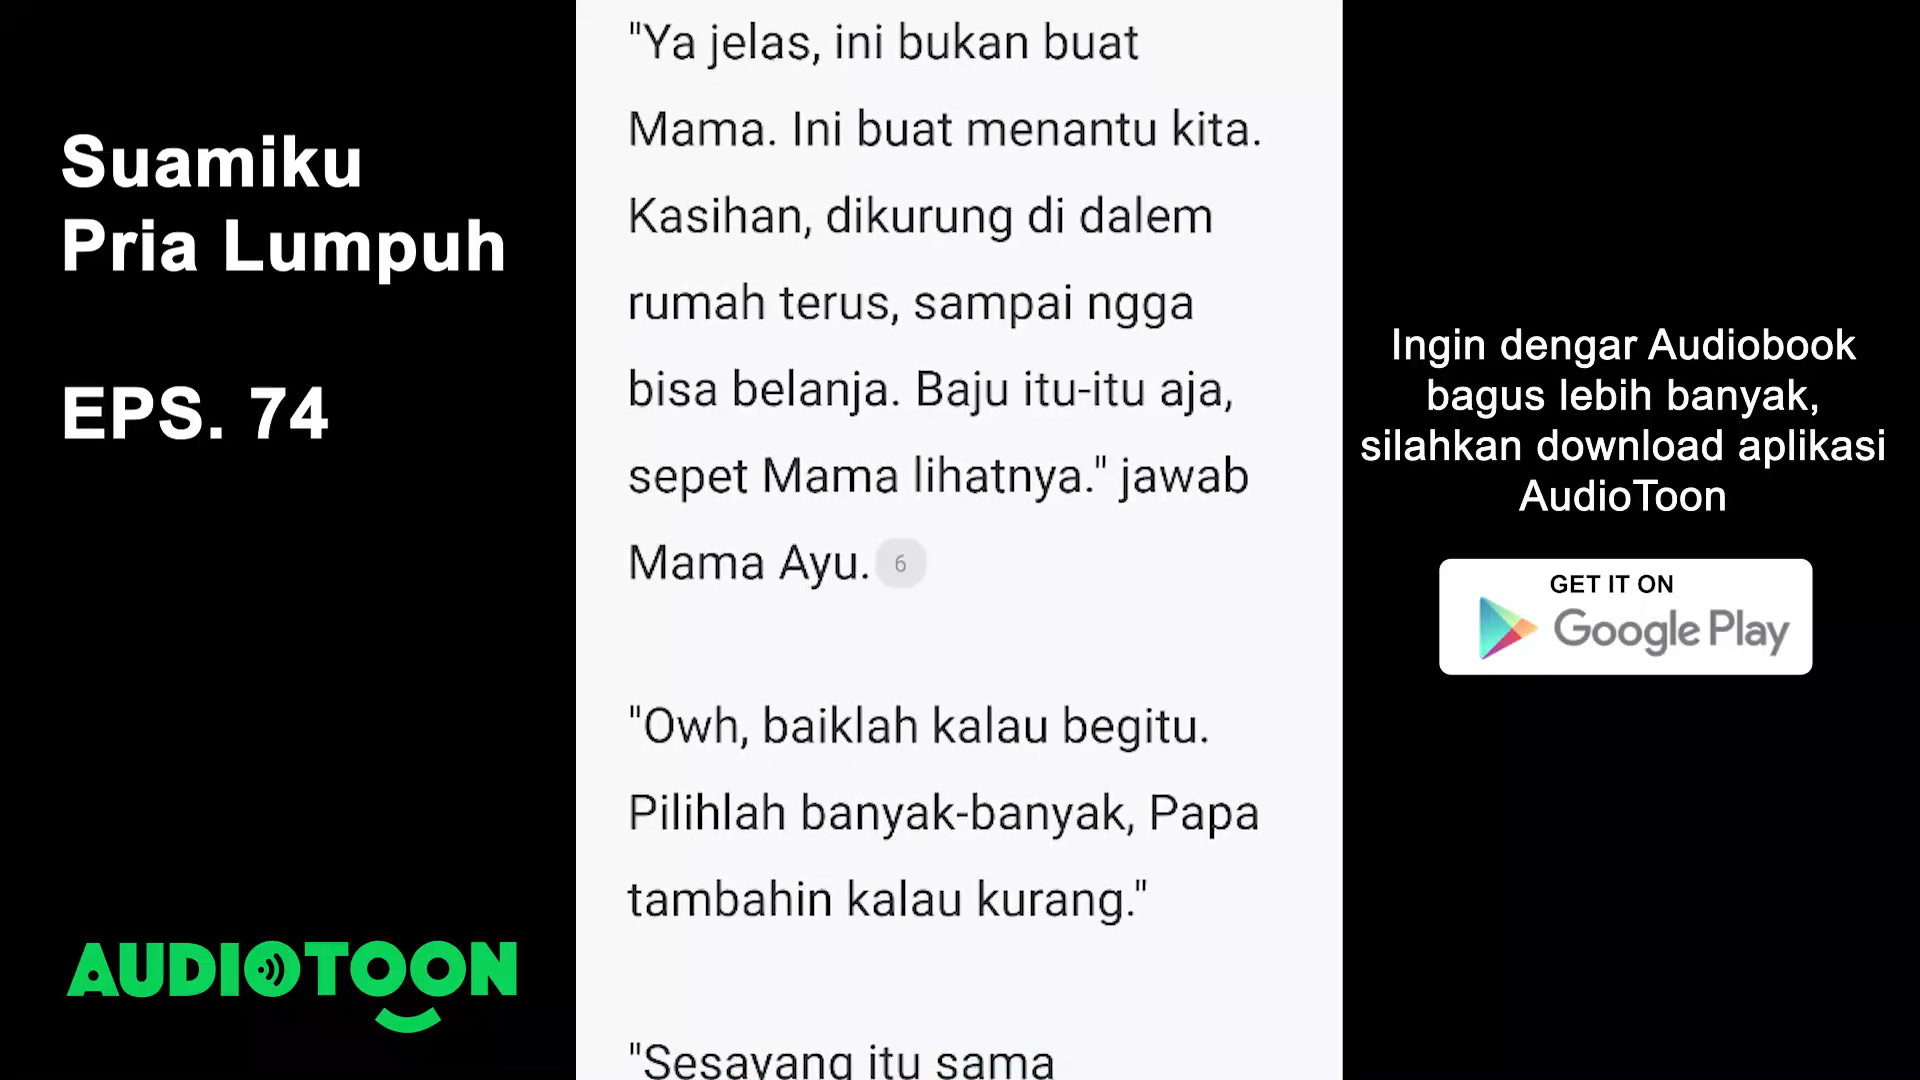 Suamiku
Pria Lumpuh
EPS. 74
AUDIOTOON
"Ya jelas, ini bukan buat
Mama. Ini buat menantu kita.
Kasihan, dikurung di dalem
rumah terus, sampai ngga
bisa belanja. Baju itu-itu aja,
sepet Mama lihatnya." jawab
Mama Ayu. 6
"Owh, baiklah kalau begitu.
Pilihlah banyak-banyak, Papa
tambahin kalau kurang."
"Sesayang itu sama
Ingin dengar Audiobook
bagus lebih banyak,
silahkan download aplikasi
AudioToon
GET IT ON
Google Play